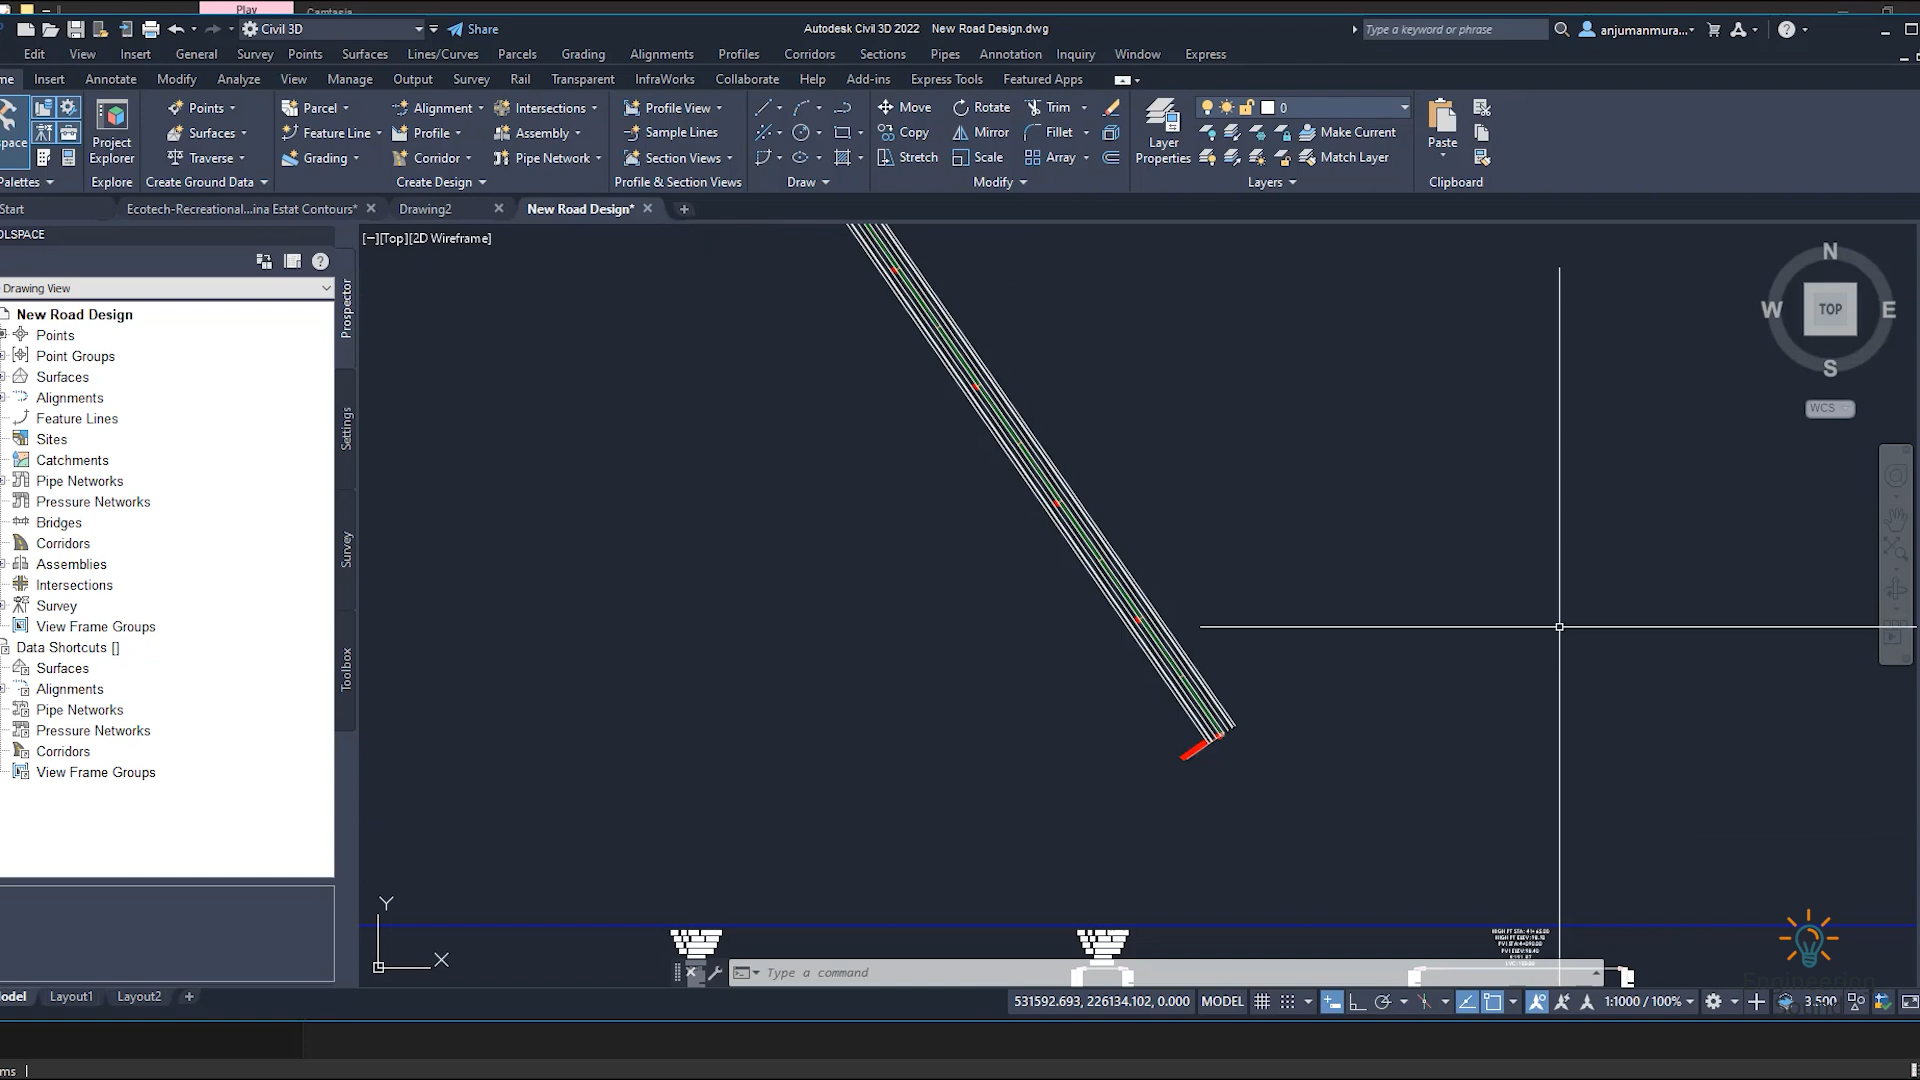 Play
Camtasia
Civil 3D
Share
Autodesk Civil 3D 2022 New Road Design.dwg
Type a keyword or phrase
anjumanmura...
Edit View Insert General Survey Points Surfaces Lines/Curves Parcels Grading Alignments Profiles Corridors Sections Pipes Annotation Inquiry Window Express
me Insert Annotate Modify Analyze View Manage Output Survey Rail Transparent InfraWorks Collaborate Help Add-ins Express Tools Featured Apps
Points Parcel Alignment Intersections Profile View Move Rotate Trim 0
space Project Explorer Surfaces Feature Line Profile Assembly Sample Lines Copy Mirror Fillet Layer Properties Make Current Paste
Traverse Grading Corridor Pipe Network Section Views Stretch Scale Array Match Layer
Palettes Explore Create Ground Data Create Design Profile & Section Views Draw Modify Layers Clipboard
Start Ecotech-Recreational...ina Estat Contours* Drawing2 New Road Design*
OLSPACE
[−][Top][2D Wireframe]
Drawing View
New Road Design
Points
Point Groups
Surfaces
Alignments
Feature Lines
Sites
Catchments
Pipe Networks
Pressure Networks
Bridges
Corridors
Assemblies
Intersections
Survey
View Frame Groups
Data Shortcuts []
Surfaces
Alignments
Pipe Networks
Pressure Networks
Corridors
View Frame Groups
Prospector
Settings
Survey
Toolbox
N
W TOP E
S
WCS
Y
X
Type a command
odel Layout1 Layout2
531592.693, 226134.102, 0.000 MODEL 1:1000 / 100% 3.500
ms